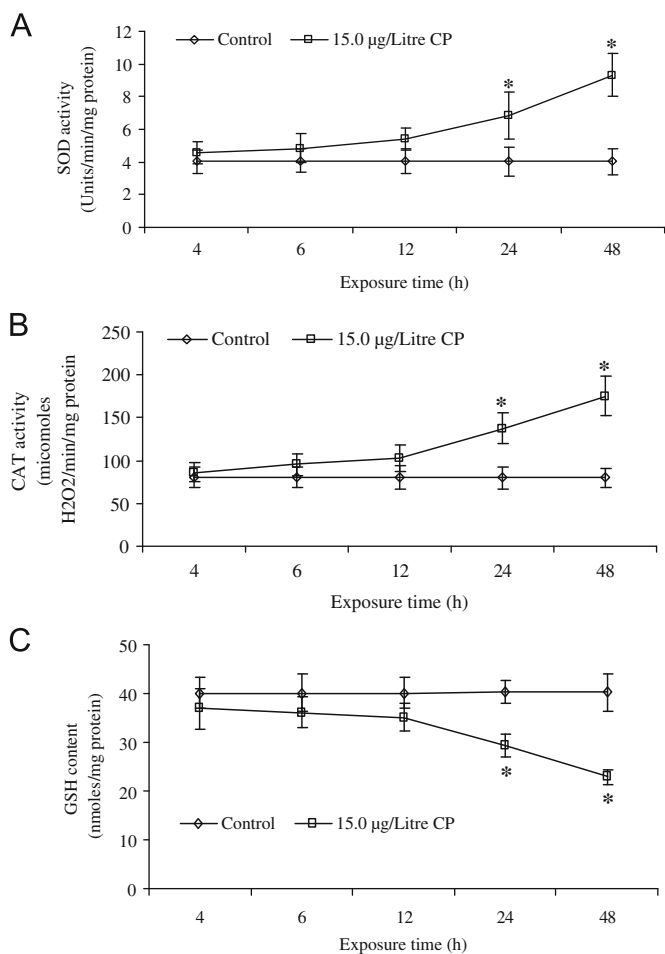 A
Control
15.0 µg/Litre CP
SOD activity
(Units/min/mg protein)
12
10
8
6
4
2
0
*
*
4 6 12 24 48
Exposure time (h)
B
Control
15.0 µg/Litre CP
CAT activity
(micomoles
H2O2/min/mg protein
250
200
150
100
50
0
*
*
4 6 12 24 48
Exposure time (h)
C
GSH content
(nmoles/mg protein)
50
40
30
20
10
0
*
*
Control
15.0 µg/Litre CP
4 6 12 24 48
Exposure time (h)